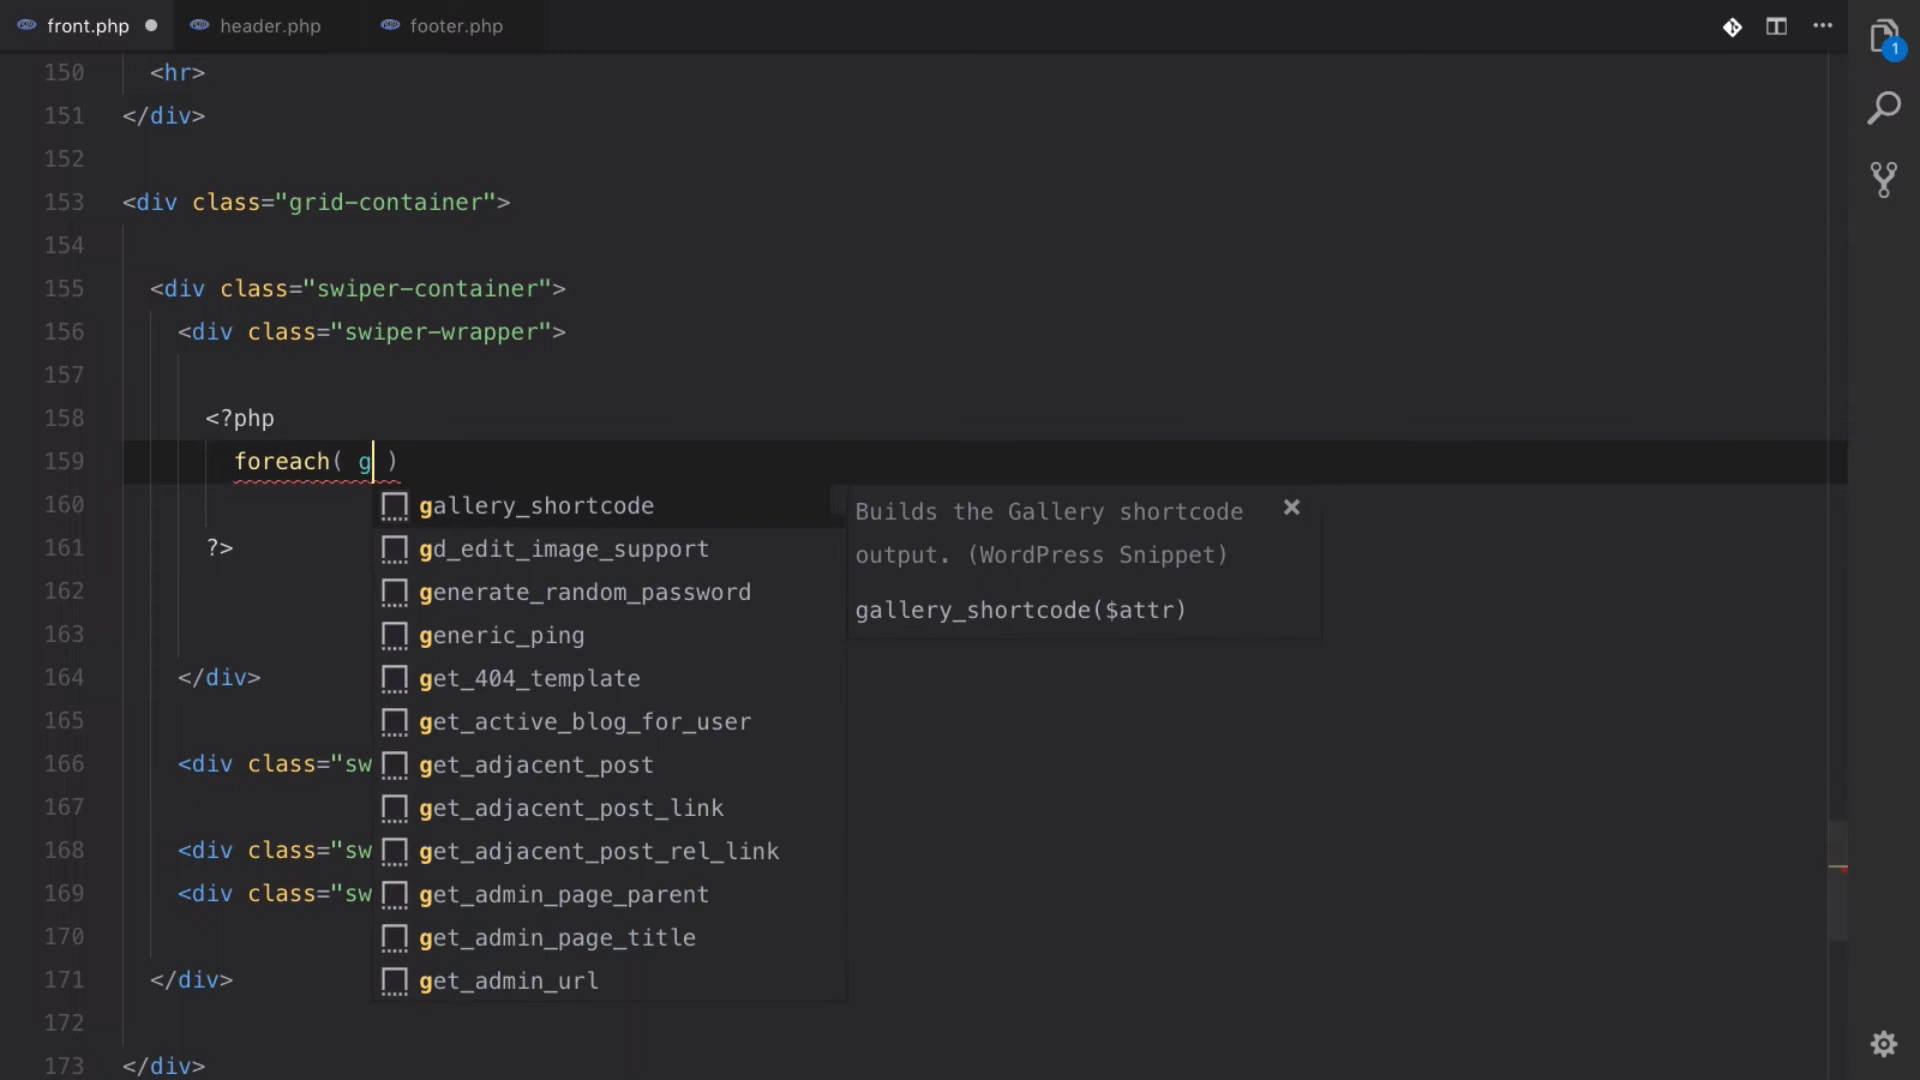 front.php header.php footer.php
1
150 <hr>
151 </div>
152
153 <div class="grid-container">
154
155 <div class="swiper-container">
156 <div class="swiper-wrapper">
157
158 <?php
159 foreach( g )
160
161 ?>
162
163
164 </div>
165
166 <div class="sw
167
168 <div class="sw
169 <div class="sw
170
171 </div>
172
173 </div>
gallery_shortcode
gd_edit_image_support
generate_random_password
generic_ping
get_404_template
get_active_blog_for_user
get_adjacent_post
get_adjacent_post_link
get_adjacent_post_rel_link
get_admin_page_parent
get_admin_page_title
get_admin_url
Builds the Gallery shortcode
output. (WordPress Snippet)
gallery_shortcode($attr)